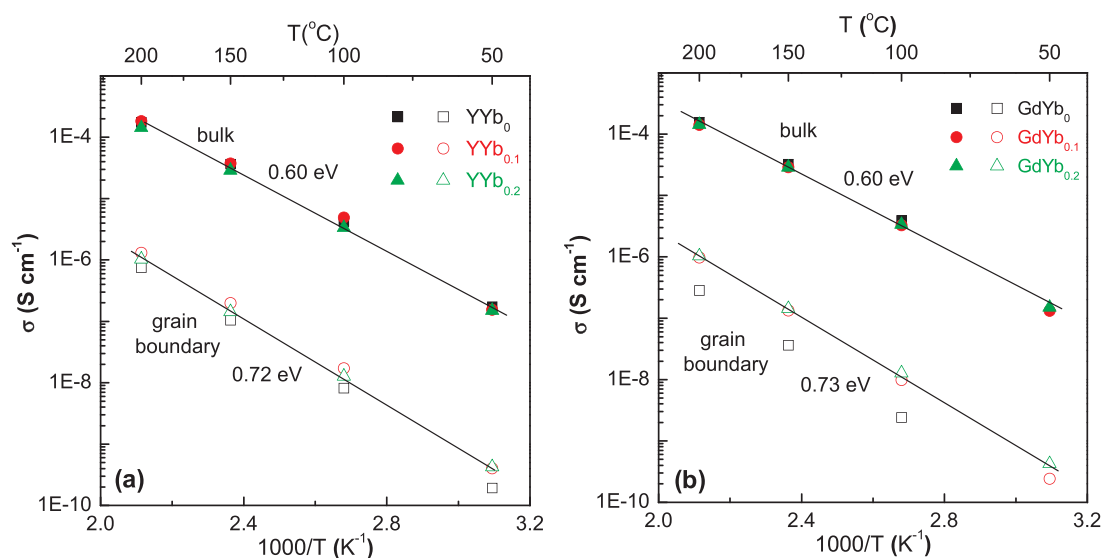 T(°C)
200 150 100 50
1E-4
1E-6
1E-8
1E-10
σ (S cm⁻¹)
YYb₀
YYb₀.₁
YYb₀.₂
bulk
0.60 eV
grain
boundary
0.72 eV
(a)
2.0 2.4 2.8 3.2
1000/T (K⁻¹)
T (°C)
200 150 100 50
1E-4
1E-6
1E-8
1E-10
σ (S cm⁻¹)
GdYb₀
GdYb₀.₁
GdYb₀.₂
bulk
0.60 eV
grain
boundary
0.73 eV
(b)
2.0 2.4 2.8 3.2
1000/T (K⁻¹)